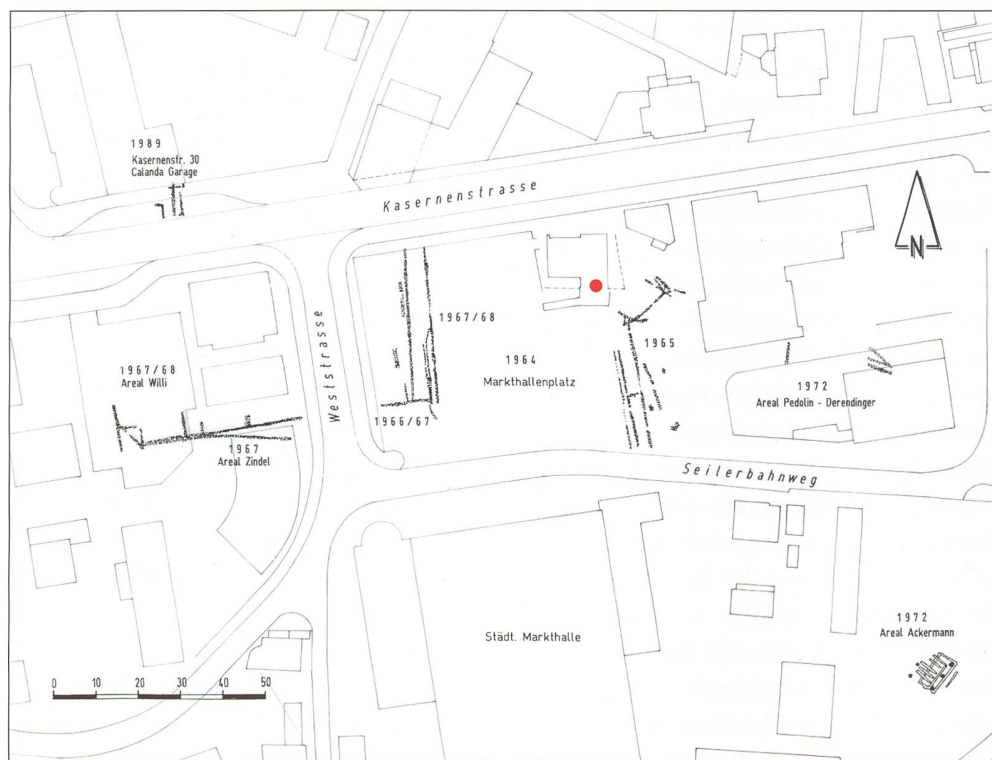 1989
Kasernenstr. 30
Calanda Garage
Kasernenstrasse
N
Weststrasse
1967/68
1965
1964
Markthallenplatz
1967/68
Areal Willi
1966/67
1972
Areal Pedolin - Derendinger
1967
Areal Zindel
Seilerbahnweg
1972
Areal Ackermann
Städt. Markthalle
0 10 20 30 40 50